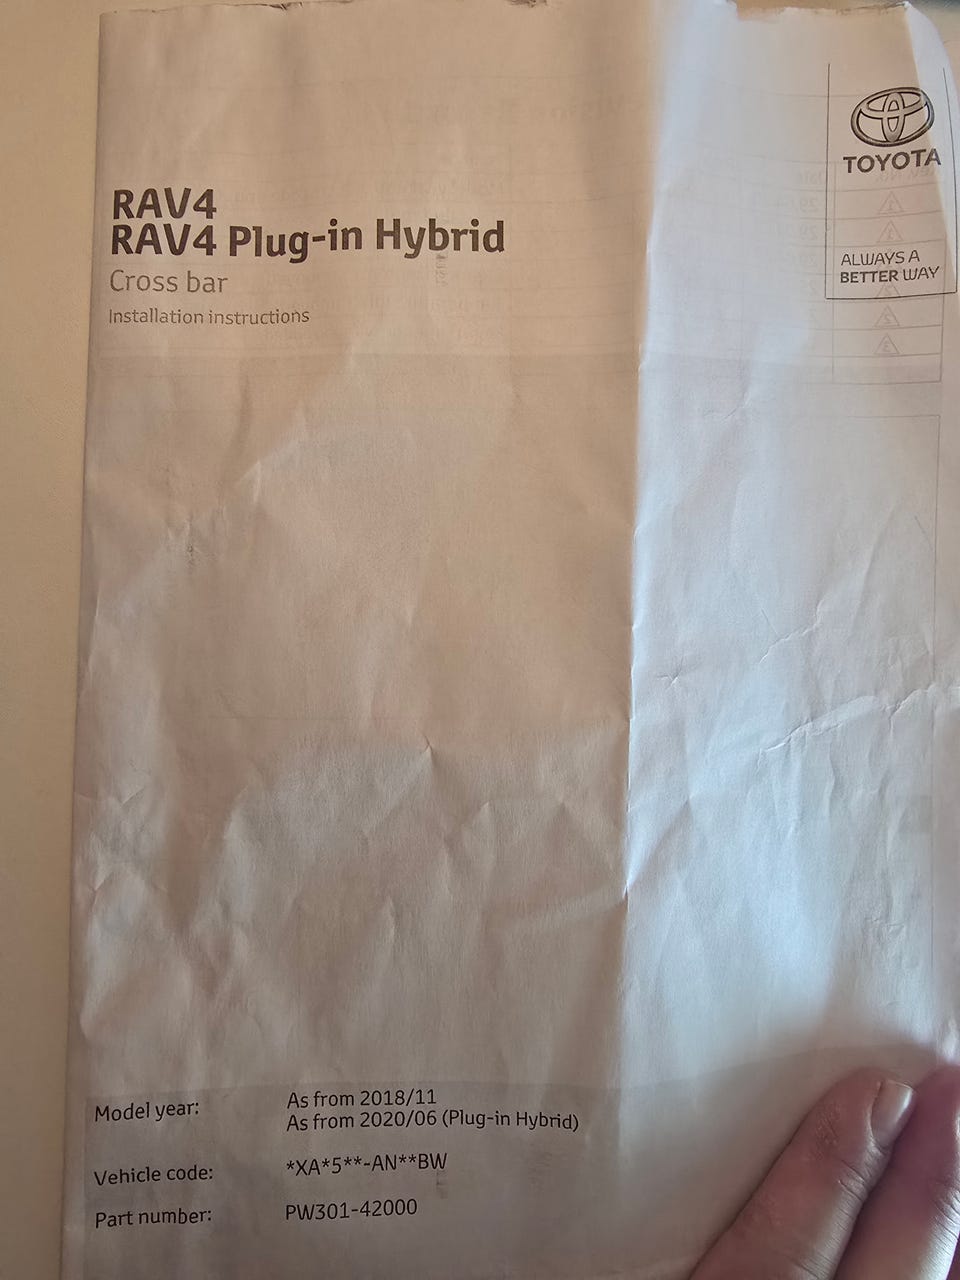 TOYOTA
ALWAYS A
BETTER WAY
RAV4
RAV4 Plug-in Hybrid
Cross bar
Installation instructions
Model year: As from 2018/11
As from 2020/06 (Plug-in Hybrid)
Vehicle code: *XA*5**-AN**BW
Part number: PW301-42000